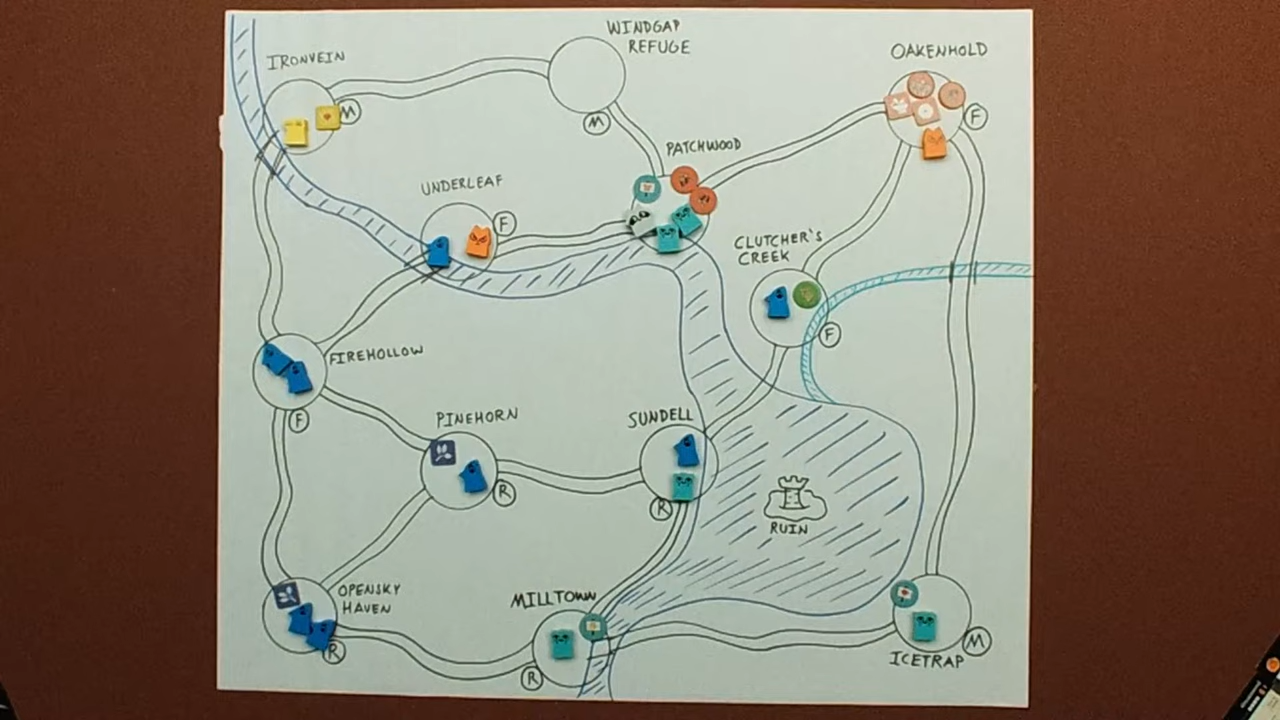 WINDGAP
REFUGE
IRONVEIN
OAKENHOLD
M
M
F
PATCHWOOD
UNDERLEAF
F
CLUTCHER'S
CREEK
F
FIREHOLLOW
F
PINEHORN
SUNDELL
R
R
RUIN
OPENSKY
HAVEN
R
MILLTOWN
R
M
ICETRAP